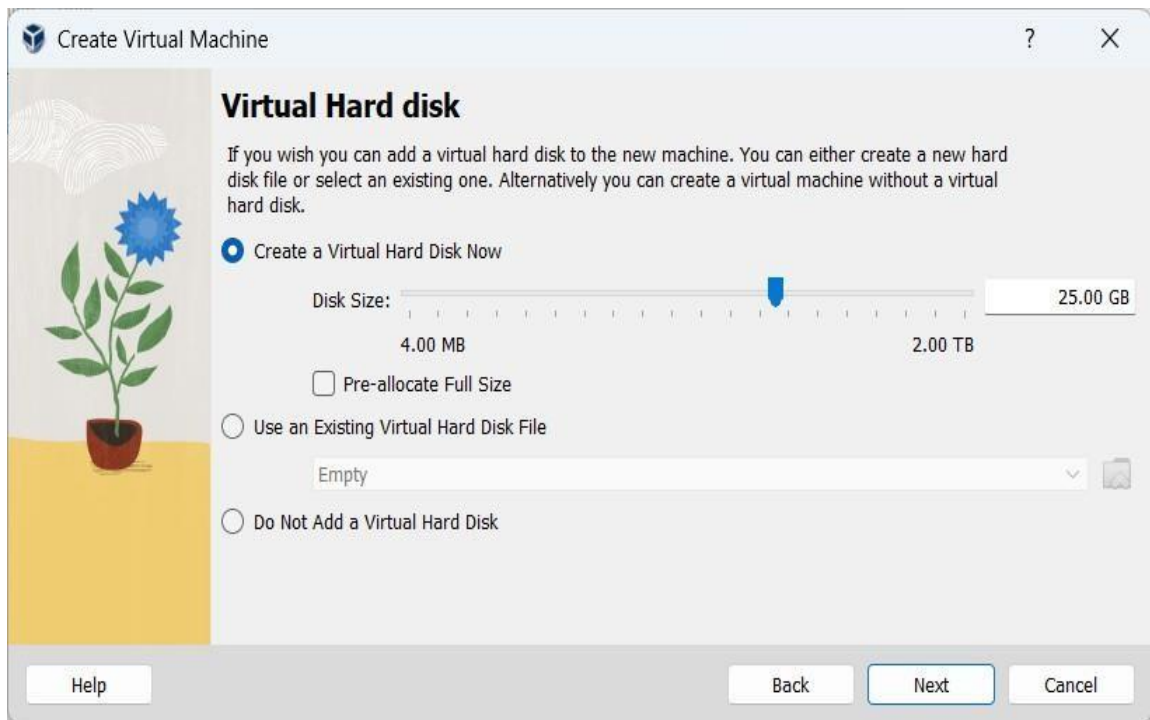 Create Virtual Machine
?
Virtual Hard disk
If you wish you can add a virtual hard disk to the new machine. You can either create a new hard
disk file or select an existing one. Alternatively you can create a virtual machine without a virtual
hard disk.
Create a Virtual Hard Disk Now
Disk Size:
25.00 GB
4.00 MB
2.00 TB
Pre-allocate Full Size
Use an Existing Virtual Hard Disk File
Empty
Do Not Add a Virtual Hard Disk
Help
Back
Next
Cancel